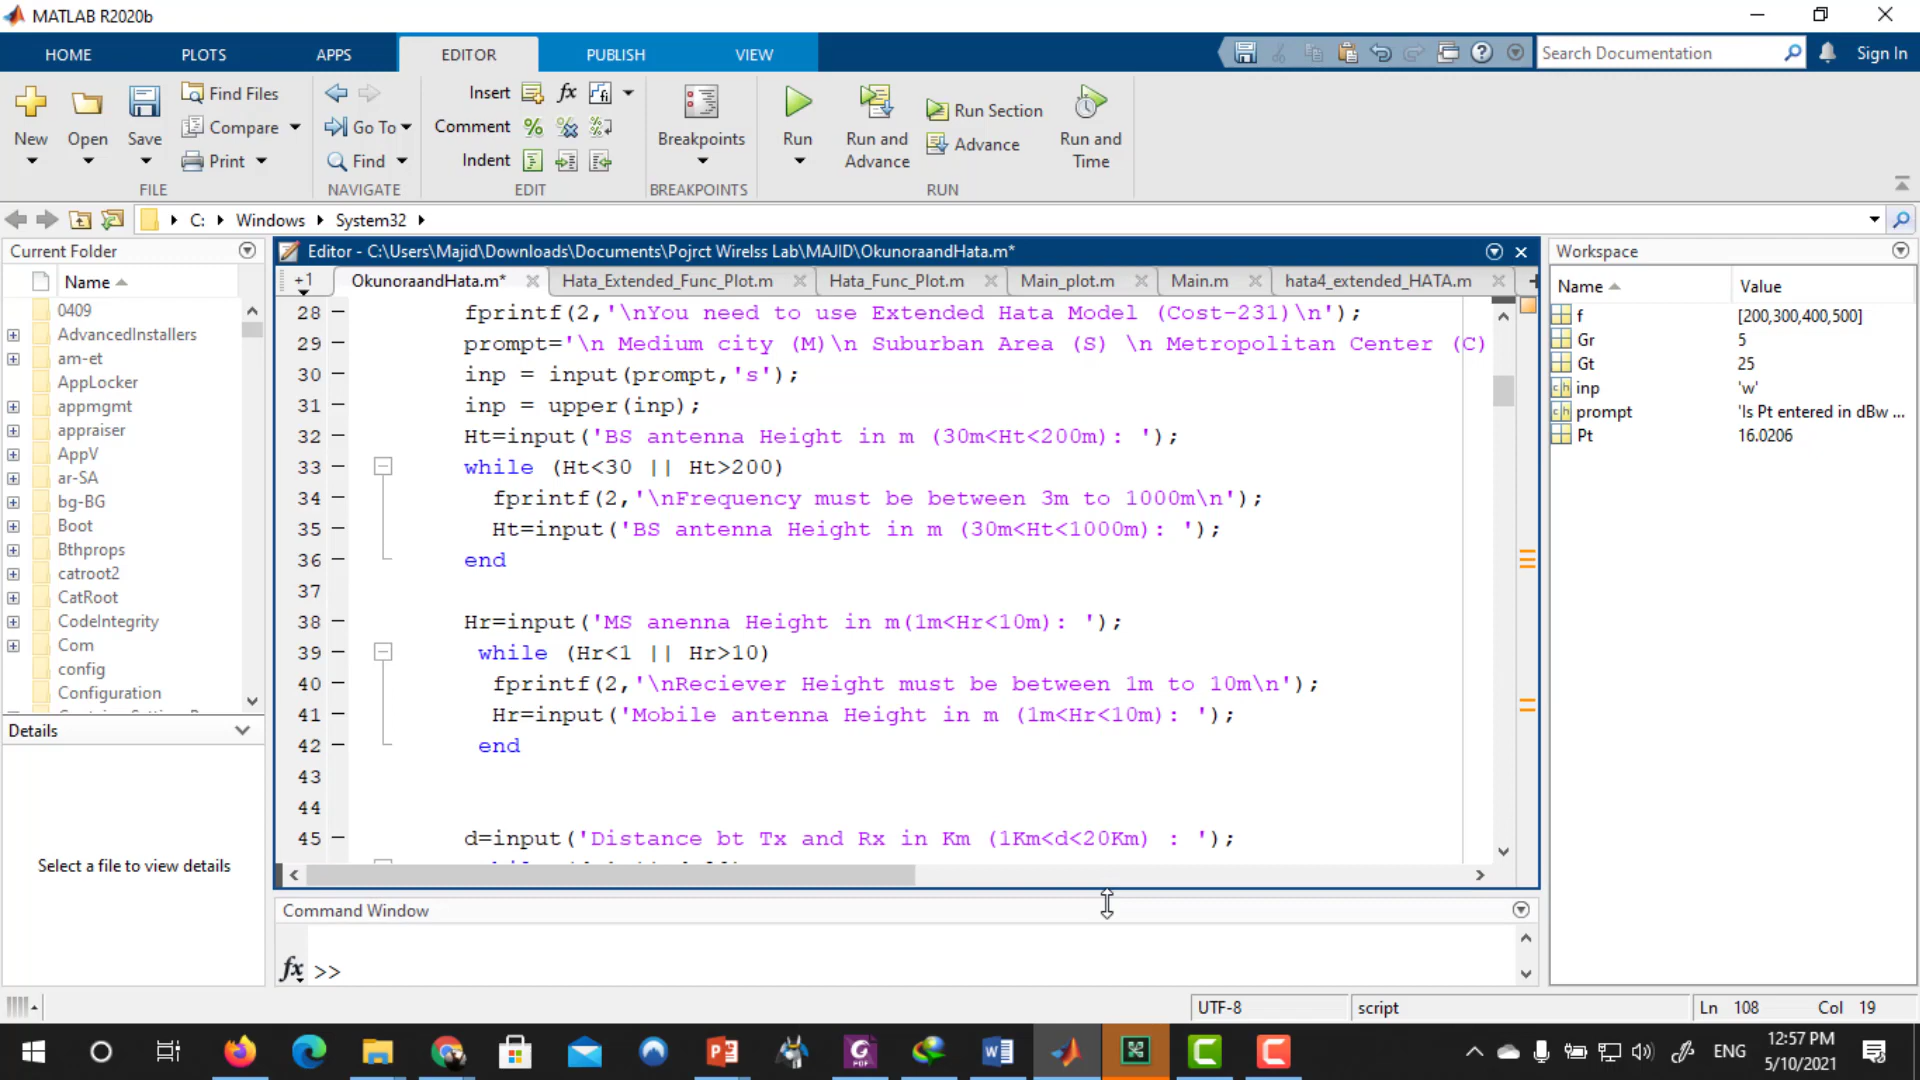 MATLAB R2020b
HOME PLOTS APPS EDITOR PUBLISH VIEW
Search Documentation
Sign In
New
Open
Save
Find Files
Compare
Print
FILE
Go To
Find
NAVIGATE
Insert
Comment
Indent
EDIT
fx
Breakpoints
BREAKPOINTS
Run
Run and Advance
Run Section
Advance
Run and Time
RUN
C: Windows System32
Current Folder
Name
0409
AdvancedInstallers
am-et
AppLocker
appmgmt
appraiser
AppV
ar-SA
bg-BG
Boot
Bthprops
catroot2
CatRoot
CodeIntegrity
Com
config
Configuration
Details
Select a file to view details
Editor - C:\Users\Majid\Downloads\Documents\Pojrct Wirelss Lab\MAJID\OkunoraandHata.m*
+1 OkunoraandHata.m* Hata_Extended_Func_Plot.m Hata_Func_Plot.m Main_plot.m Main.m hata4_extended_HATA.m
28 fprintf(2,'\nYou need to use Extended Hata Model (Cost-231)\n');
29 prompt='\n Medium city (M)\n Suburban Area (S) \n Metropolitan Center (C)
30 inp = input(prompt,'s');
31 inp = upper(inp);
32 Ht=input('BS antenna Height in m (30m<Ht<200m): ');
33 while (Ht<30 || Ht>200)
34 fprintf(2,'\nFrequency must be between 3m to 1000m\n');
35 Ht=input('BS antenna Height in m (30m<Ht<1000m): ');
36 end
37
38 Hr=input('MS anenna Height in m(1m<Hr<10m): ');
39 while (Hr<1 || Hr>10)
40 fprintf(2,'\nReciever Height must be between 1m to 10m\n');
41 Hr=input('Mobile antenna Height in m (1m<Hr<10m): ');
42 end
43
44
45 d=input('Distance bt Tx and Rx in Km (1Km<d<20Km) : ');
Command Window
fx >>
Workspace
Name Value
f [200,300,400,500]
Gr 5
Gt 25
inp 'w'
prompt 'Is Pt entered in dBw ...
Pt 16.0206
UTF-8 script Ln 108 Col 19
ENG
12:57 PM
5/10/2021